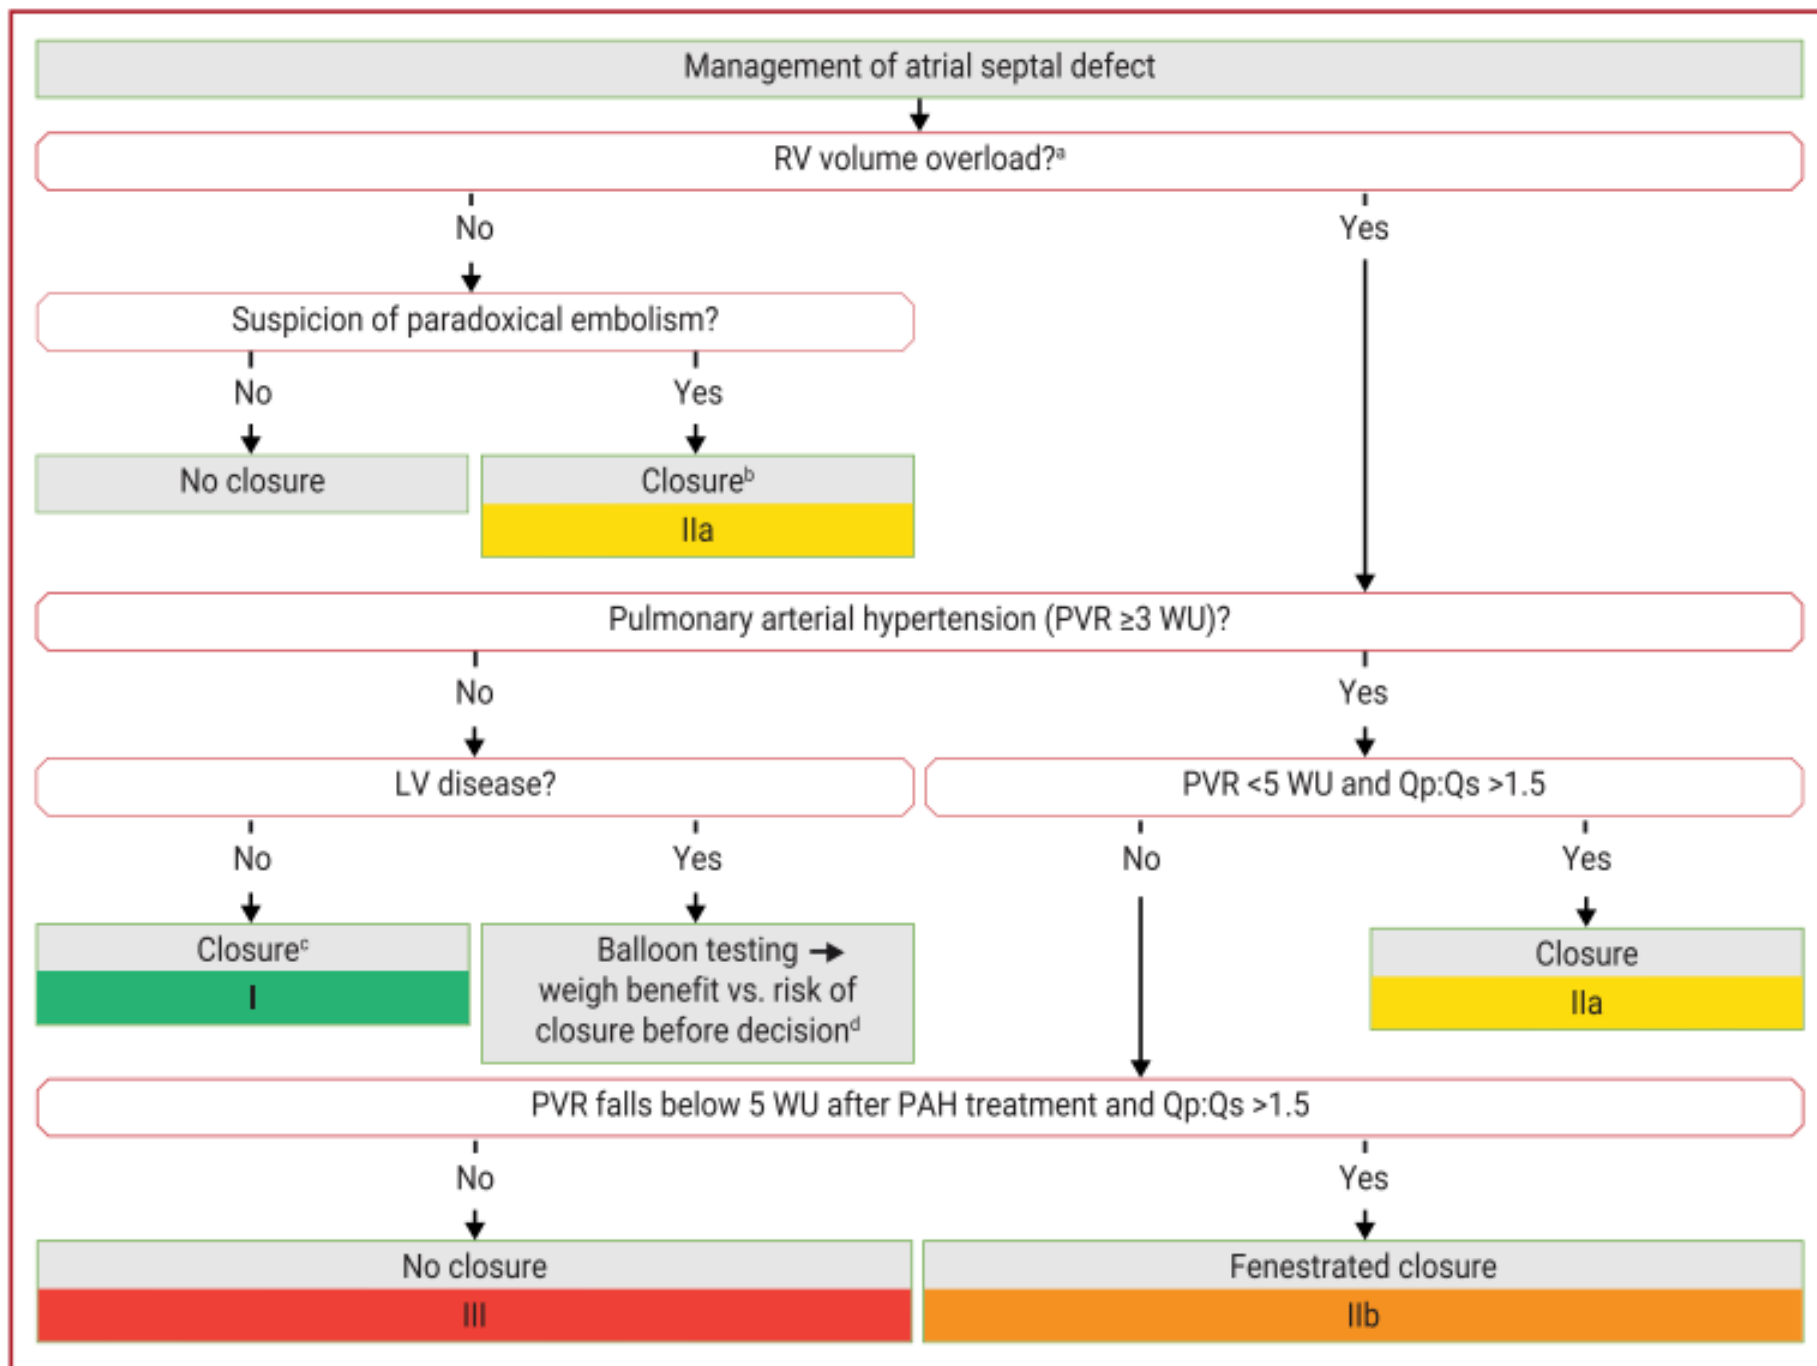 Management of atrial septal defect
RV volume overload?ᵃ
No
Yes
Suspicion of paradoxical embolism?
No
Yes
No closure
Closureᵇ
IIa
Pulmonary arterial hypertension (PVR ≥3 WU)?
No
Yes
LV disease?
PVR <5 WU and Qp:Qs >1.5
No
Yes
No
Yes
Closureᶜ
I
Balloon testing →
weigh benefit vs. risk of
closure before decisionᵈ
Closure
IIa
PVR falls below 5 WU after PAH treatment and Qp:Qs >1.5
No
Yes
No closure
III
Fenestrated closure
IIb